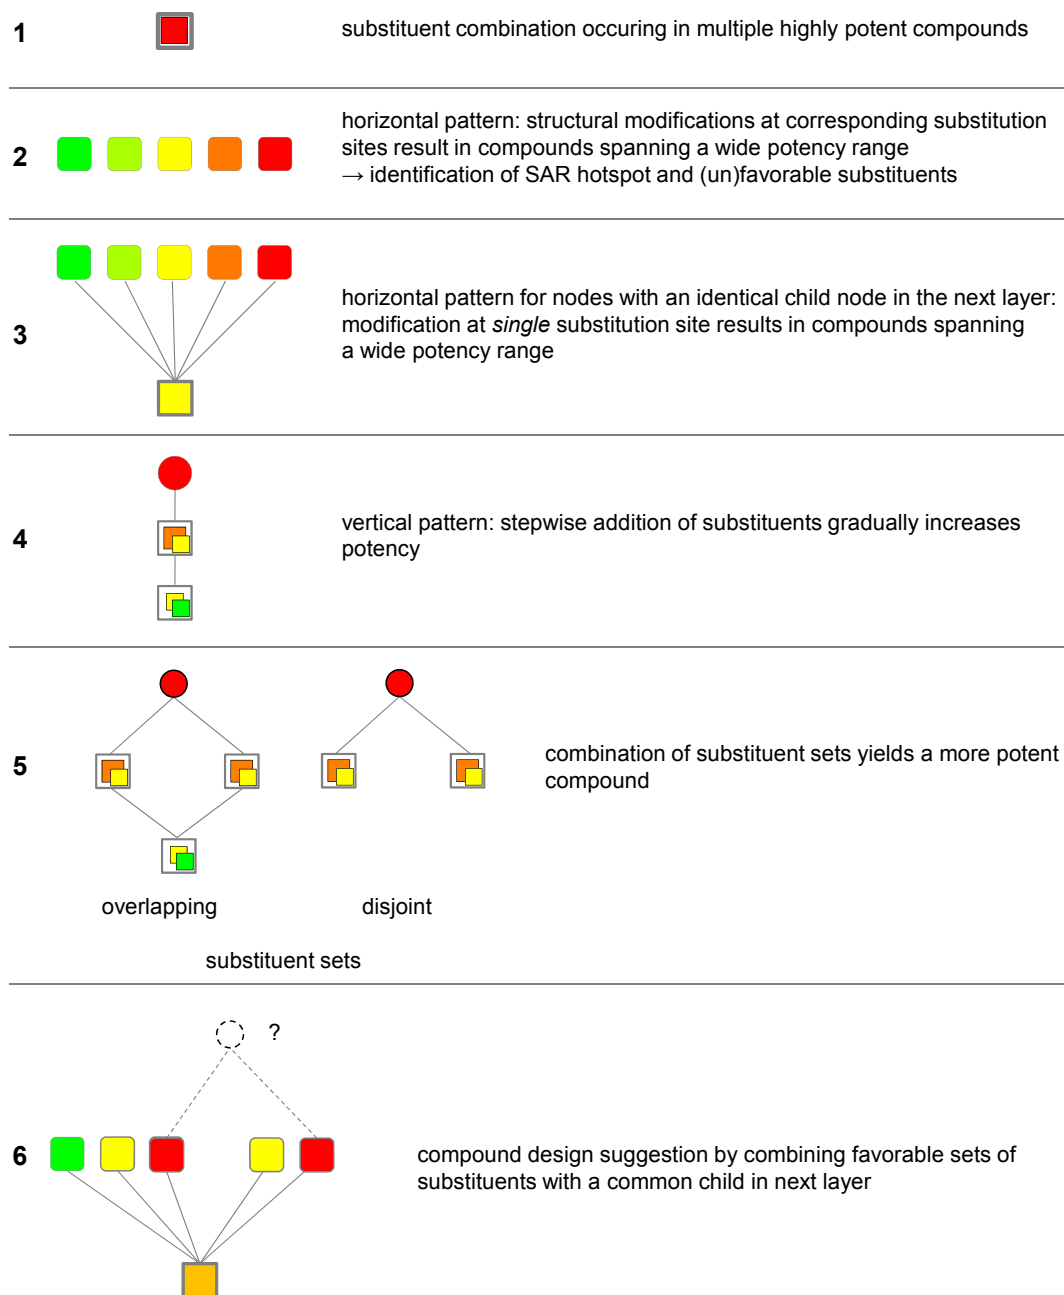 1
substituent combination occuring in multiple highly potent compounds
2
horizontal pattern: structural modifications at corresponding substitution
sites result in compounds spanning a wide potency range
→ identification of SAR hotspot and (un)favorable substituents
3
horizontal pattern for nodes with an identical child node in the next layer:
modification at single substitution site results in compounds spanning
a wide potency range
4
vertical pattern: stepwise addition of substituents gradually increases
potency
5
combination of substituent sets yields a more potent
compound
overlapping
disjoint
substituent sets
?
6
compound design suggestion by combining favorable sets of
substituents with a common child in next layer